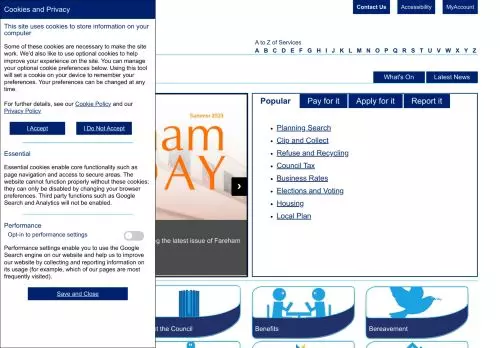 Cookies and Privacy
This site uses cookies to store information on your
computer
Some of these cookies are necessary to make the site
work. We'd also like to use optional cookies to help
improve your experience on the site. You can manage
your optional cookie preferences below. Using this tool
will set a cookie on your device to remember your
preferences. Your preferences can be changed at any
time.
For further details, see our Cookie Policy and our
Privacy Policy
I Accept
I Do Not Accept
Essential
Essential cookies enable core functionality such as
page navigation and access to secure areas. The
website cannot function properly without these cookies;
they can only be disabled by changing your browser
preferences. Third party functions such as Google
Search and Analytics will not be enabled.
Performance
Opt-in to performance settings
Performance settings enable you to use the Google
Search engine on our website and help us to improve
our website by collecting and reporting information on
its usage (for example, which of our pages are most
frequently visited).
Save and Close
Contact Us
Accessibility
MyAccount
A to Z of Services
A B C D E F G H I J K L M N O P Q R S T U V W X Y Z
What's On
Latest News
Summer 2024
am
AY
ng the latest issue of Fareham
Popular
Pay for it
Apply for it
Report it
Planning Search
Clip and Collect
Refuse and Recycling
Council Tax
Business Rates
Elections and Voting
Housing
Local Plan
t the Council
Benefits
Bereavement